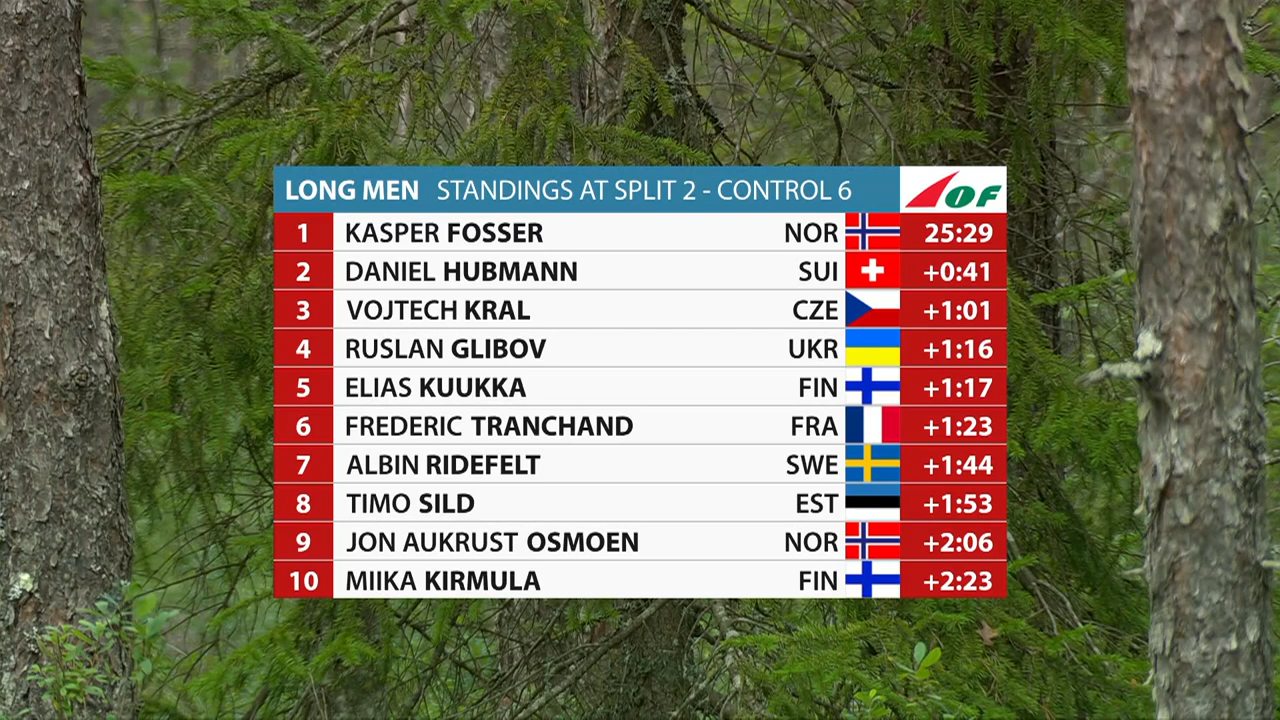 LONG MEN STANDINGS AT SPLIT 2 - CONTROL 6 IOF
1 KASPER FOSSER NOR 25:29
2 DANIEL HUBMANN SUI +0:41
3 VOJTECH KRAL CZE +1:01
4 RUSLAN GLIBOV UKR +1:16
5 ELIAS KUUKKA FIN +1:17
6 FREDERIC TRANCHAND FRA +1:23
7 ALBIN RIDEFELT SWE +1:44
8 TIMO SILD EST +1:53
9 JON AUKRUST OSMOEN NOR +2:06
10 MIIKA KIRMULA FIN +2:23